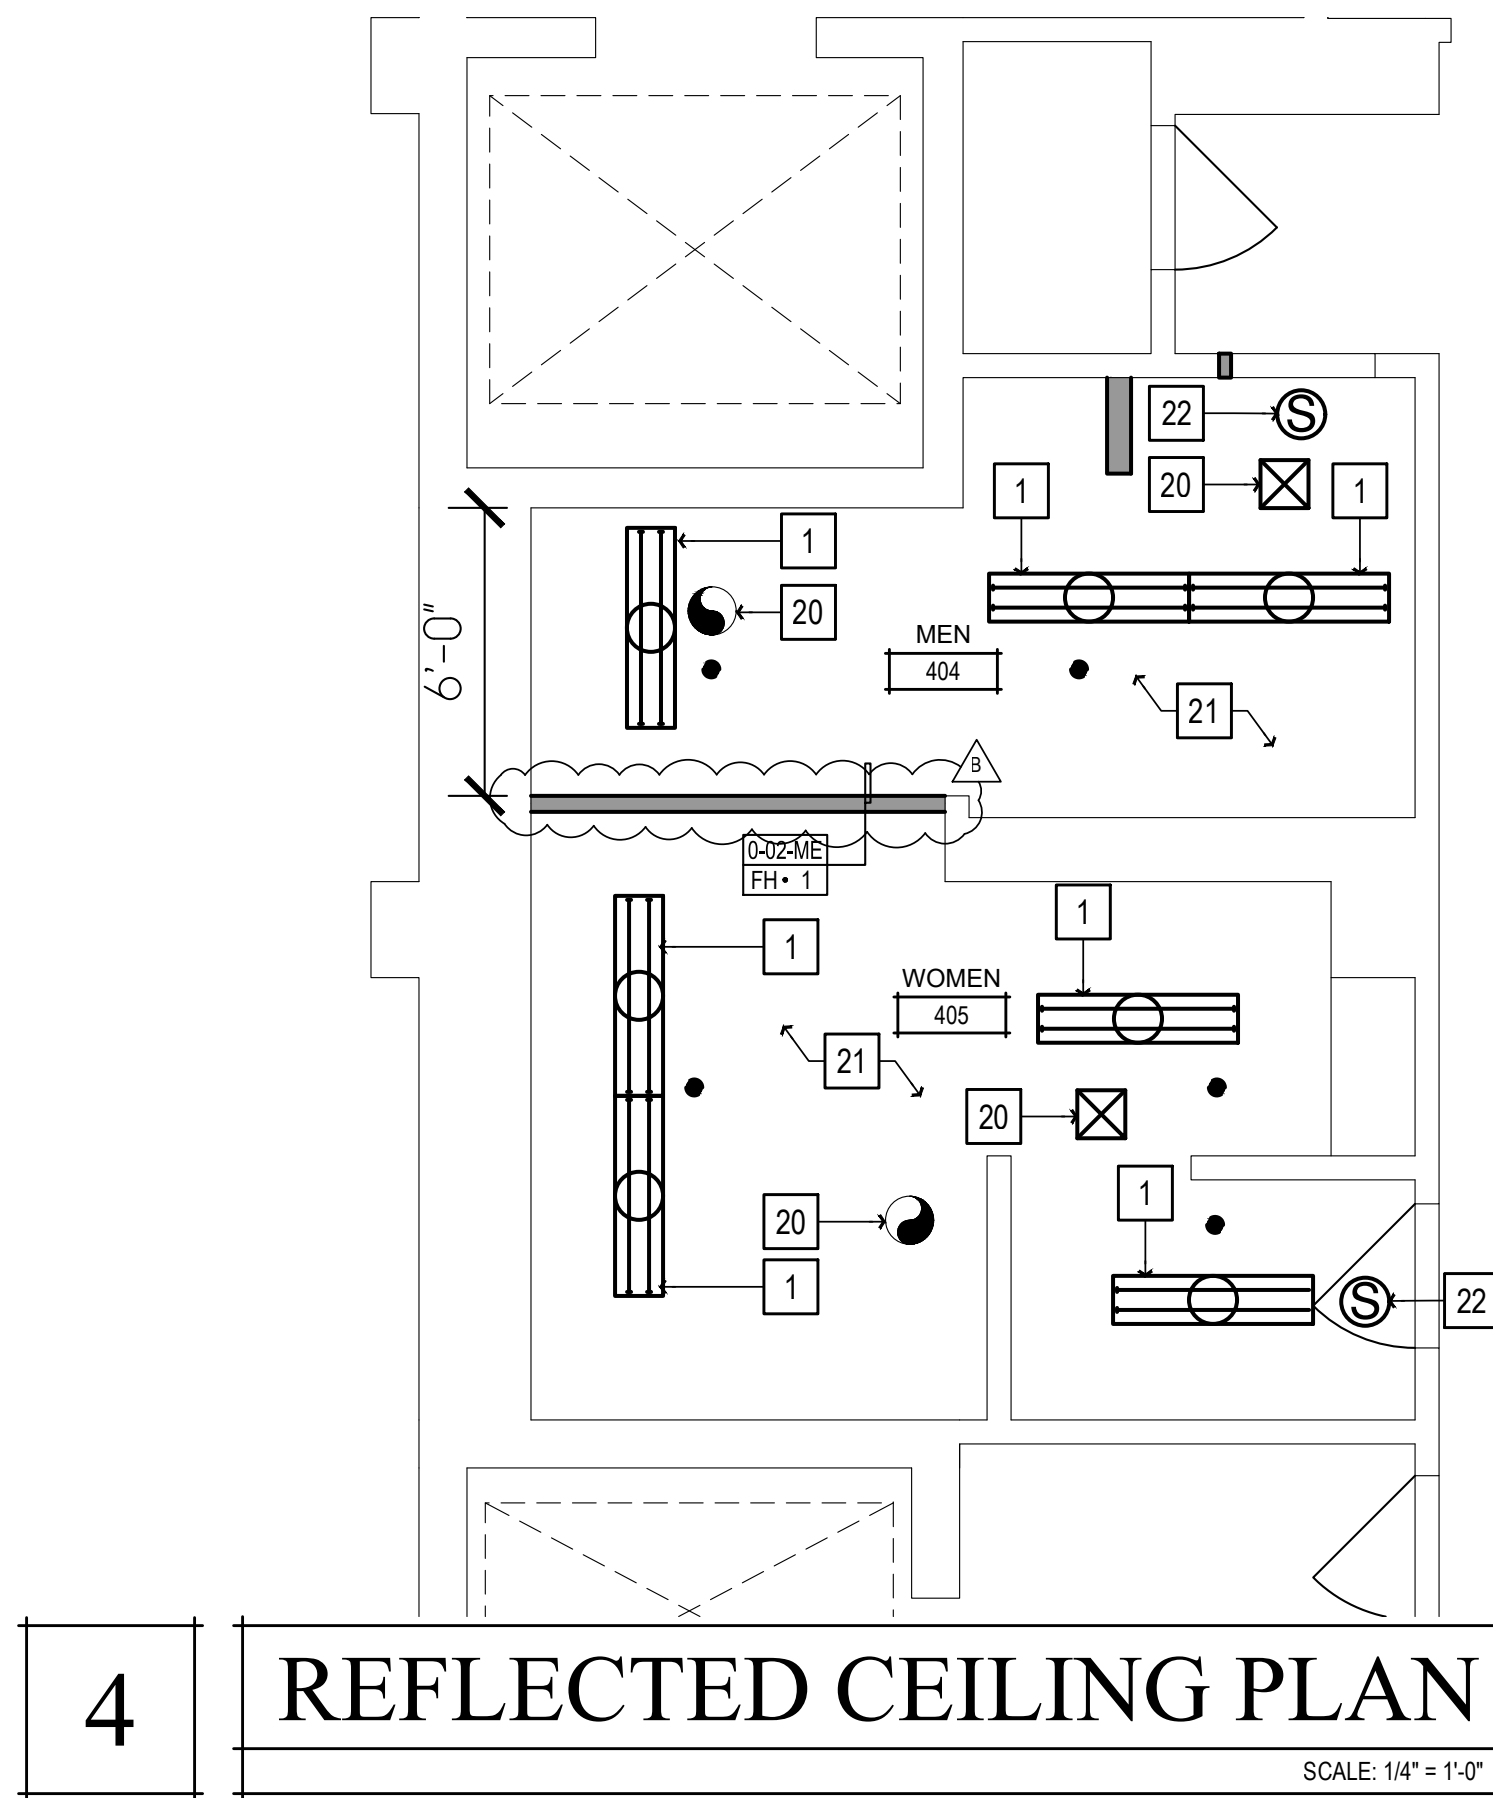 22
S
1
20
1
1
20
6'-0"
MEN
404
21
B
0-02-ME
FH • 1
1
1
WOMEN
405
21
20
1
20
1
S
22
4
REFLECTED CEILING PLAN
SCALE: 1/4" = 1'-0"